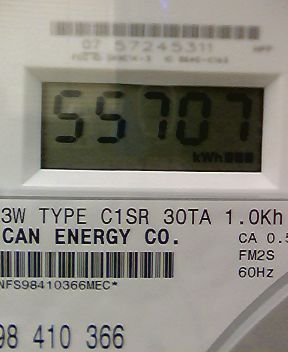 07 57245311
55707
kWh
3W TYPE C1SR 30TA 1.0Kh
CAN ENERGY CO.
CA 0.5
FM2S
60Hz
NFS98410366MEC*
98 410 366